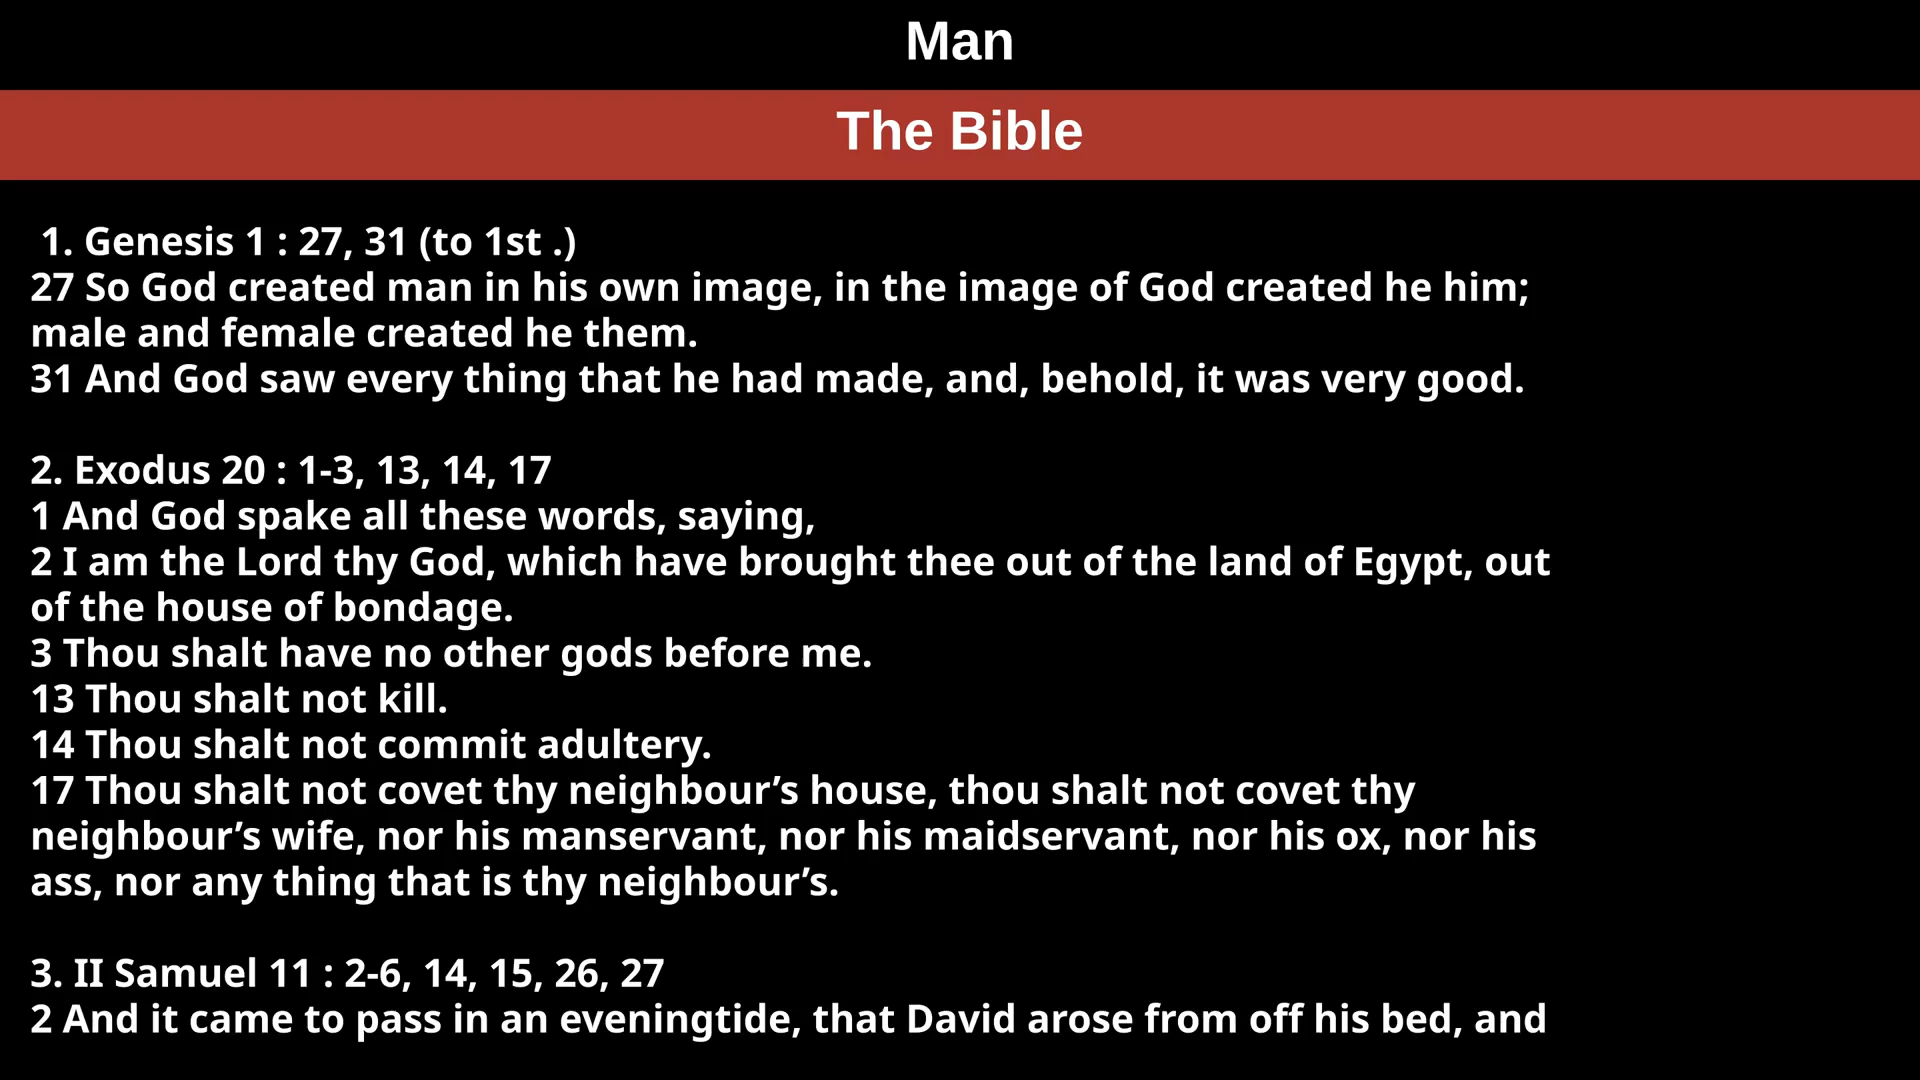 Man
The Bible
1. Genesis 1 : 27, 31 (to 1st .)
27 So God created man in his own image, in the image of God created he him;
male and female created he them.
31 And God saw every thing that he had made, and, behold, it was very good.
2. Exodus 20 : 1-3, 13, 14, 17
1 And God spake all these words, saying,
2 I am the Lord thy God, which have brought thee out of the land of Egypt, out
of the house of bondage.
3 Thou shalt have no other gods before me.
13 Thou shalt not kill.
14 Thou shalt not commit adultery.
17 Thou shalt not covet thy neighbour’s house, thou shalt not covet thy
neighbour’s wife, nor his manservant, nor his maidservant, nor his ox, nor his
ass, nor any thing that is thy neighbour’s.
3. II Samuel 11 : 2-6, 14, 15, 26, 27
2 And it came to pass in an eveningtide, that David arose from off his bed, and